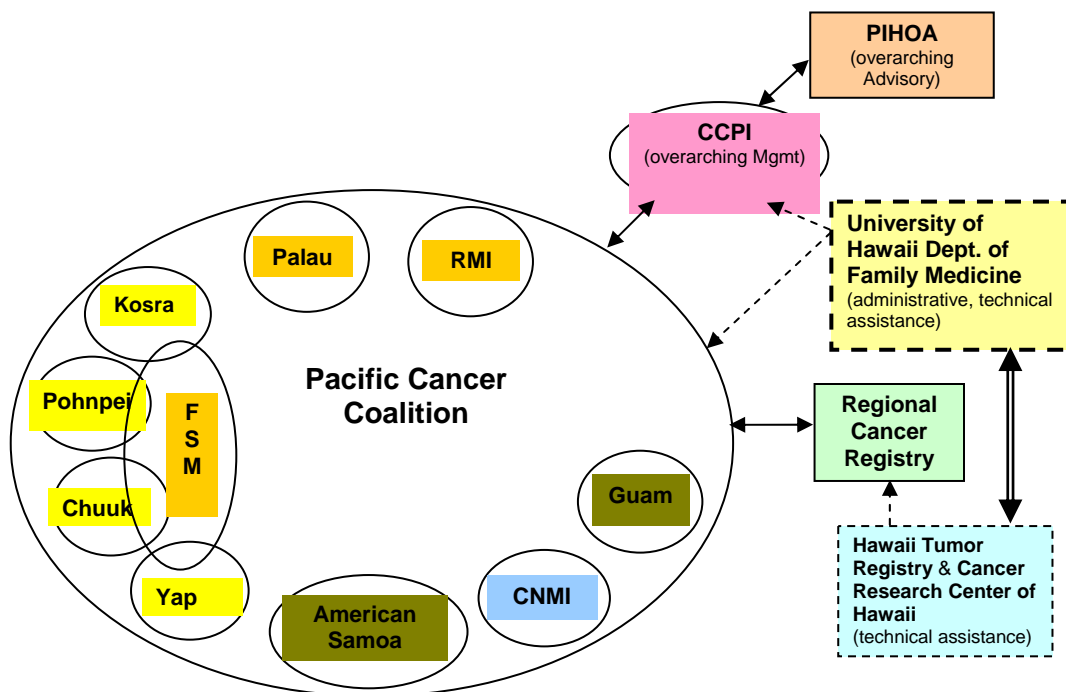 PIHOA
(overarching
Advisory)
CCPI
(overarching Mgmt)
University of
Hawaii Dept. of
Family Medicine
(administrative, technical
assistance)
Palau
RMI
Kosra
Pohnpei
F
S
M
Chuuk
Yap
Pacific Cancer
Coalition
Regional
Cancer
Registry
Guam
CNMI
American
Samoa
Hawaii Tumor
Registry & Cancer
Research Center of
Hawaii
(technical assistance)